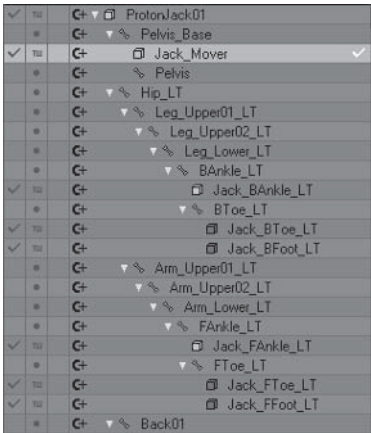 C+ ProtonJack01
C+ Pelvis_Base
C+ Jack_Mover
C+ Pelvis
C+ Hip_LT
C+ Leg_Upper01_LT
C+ Leg_Upper02_LT
C+ Leg_Lower_LT
C+ BAnkle_LT
C+ Jack_BAnkle_LT
C+ BToe_LT
C+ Jack_BToe_LT
C+ Jack_BFoot_LT
C+ Arm_Upper01_LT
C+ Arm_Upper02_LT
C+ Arm_Lower_LT
C+ FAnkle_LT
C+ Jack_FAnkle_LT
C+ FToe_LT
C+ Jack_FToe_LT
C+ Jack_FFoot_LT
C+ Back01